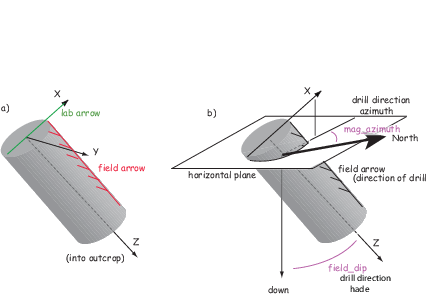 a)
X
lab arrow
Y
field arrow
Z
(into outcrop)
b)
X
drill direction
azimuth
mag_azimuth
North
horizontal plane
field arrow
(direction of drill
Z
field_dip
drill direction
hade
down